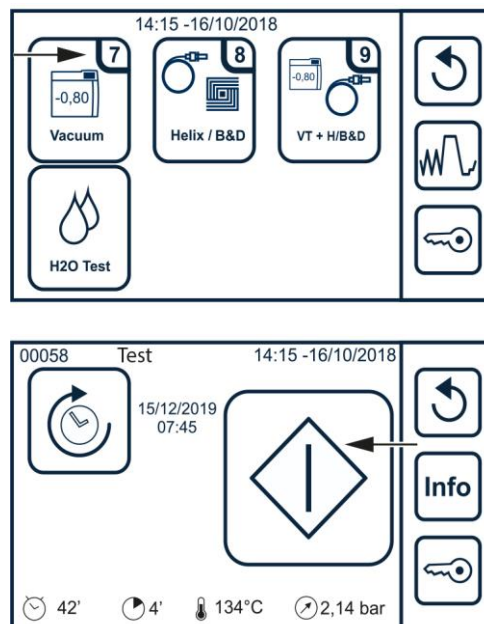 14:15 -16/10/2018
7
8
9
-0,80
-0,80
Vacuum
Helix / B&D
VT + H/B&D
H2O Test
00058 Test 14:15 -16/10/2018
15/12/2019
07:45
Info
42' 4' 134°C 2,14 bar